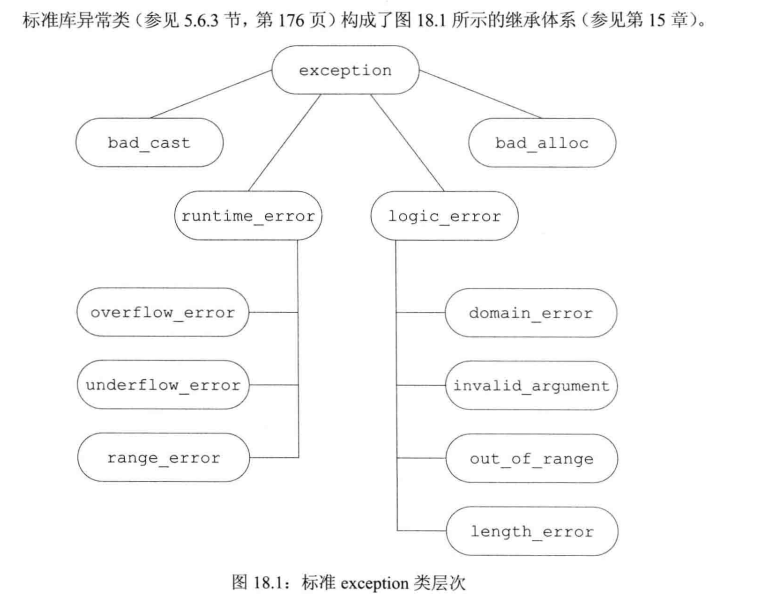 标准库异常类（参见 5.6.3 节，第 176 页）构成了图 18.1 所示的继承体系（参见第 15 章）。
exception
bad_cast
bad_alloc
runtime_error
logic_error
overflow_error
domain_error
underflow_error
invalid_argument
range_error
out_of_range
length_error
图 18.1：标准 exception 类层次